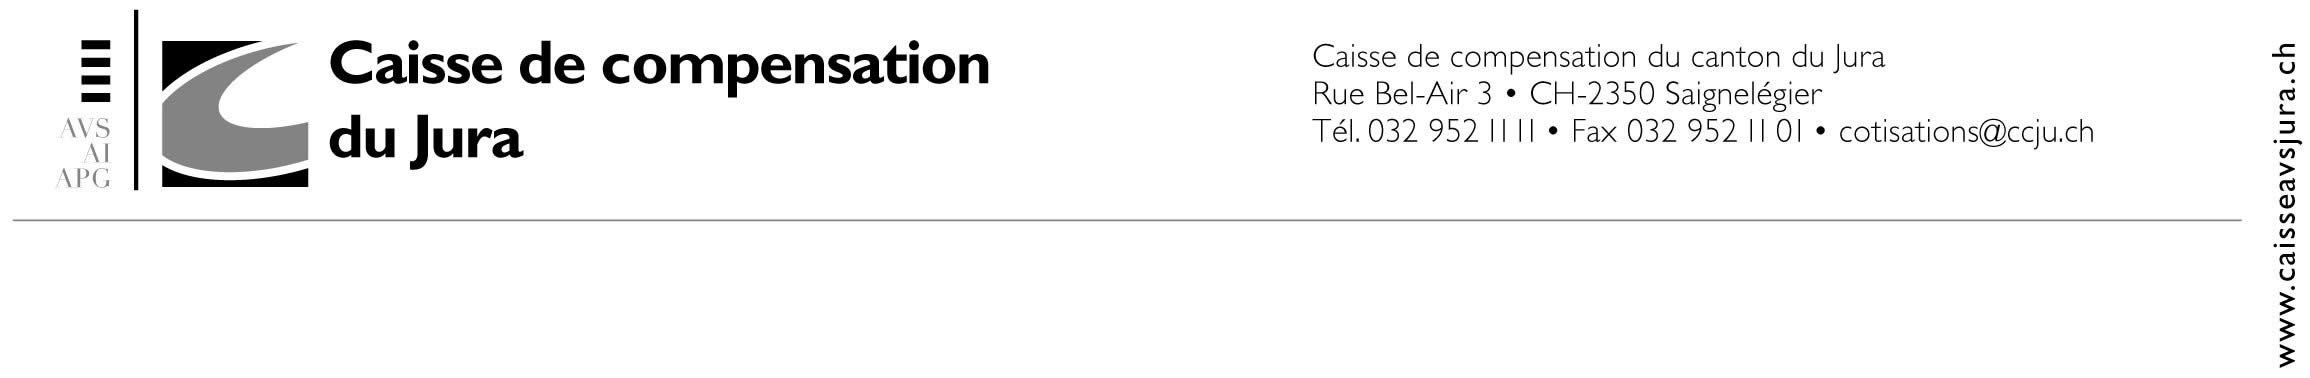 AVS
AI
APG
Caisse de compensation
du Jura
Caisse de compensation du canton du Jura
Rue Bel-Air 3 • CH-2350 Saignelégier
Tél. 032 952 11 11 • Fax 032 952 11 01 • cotisations@ccju.ch
www.caisseavsjura.ch